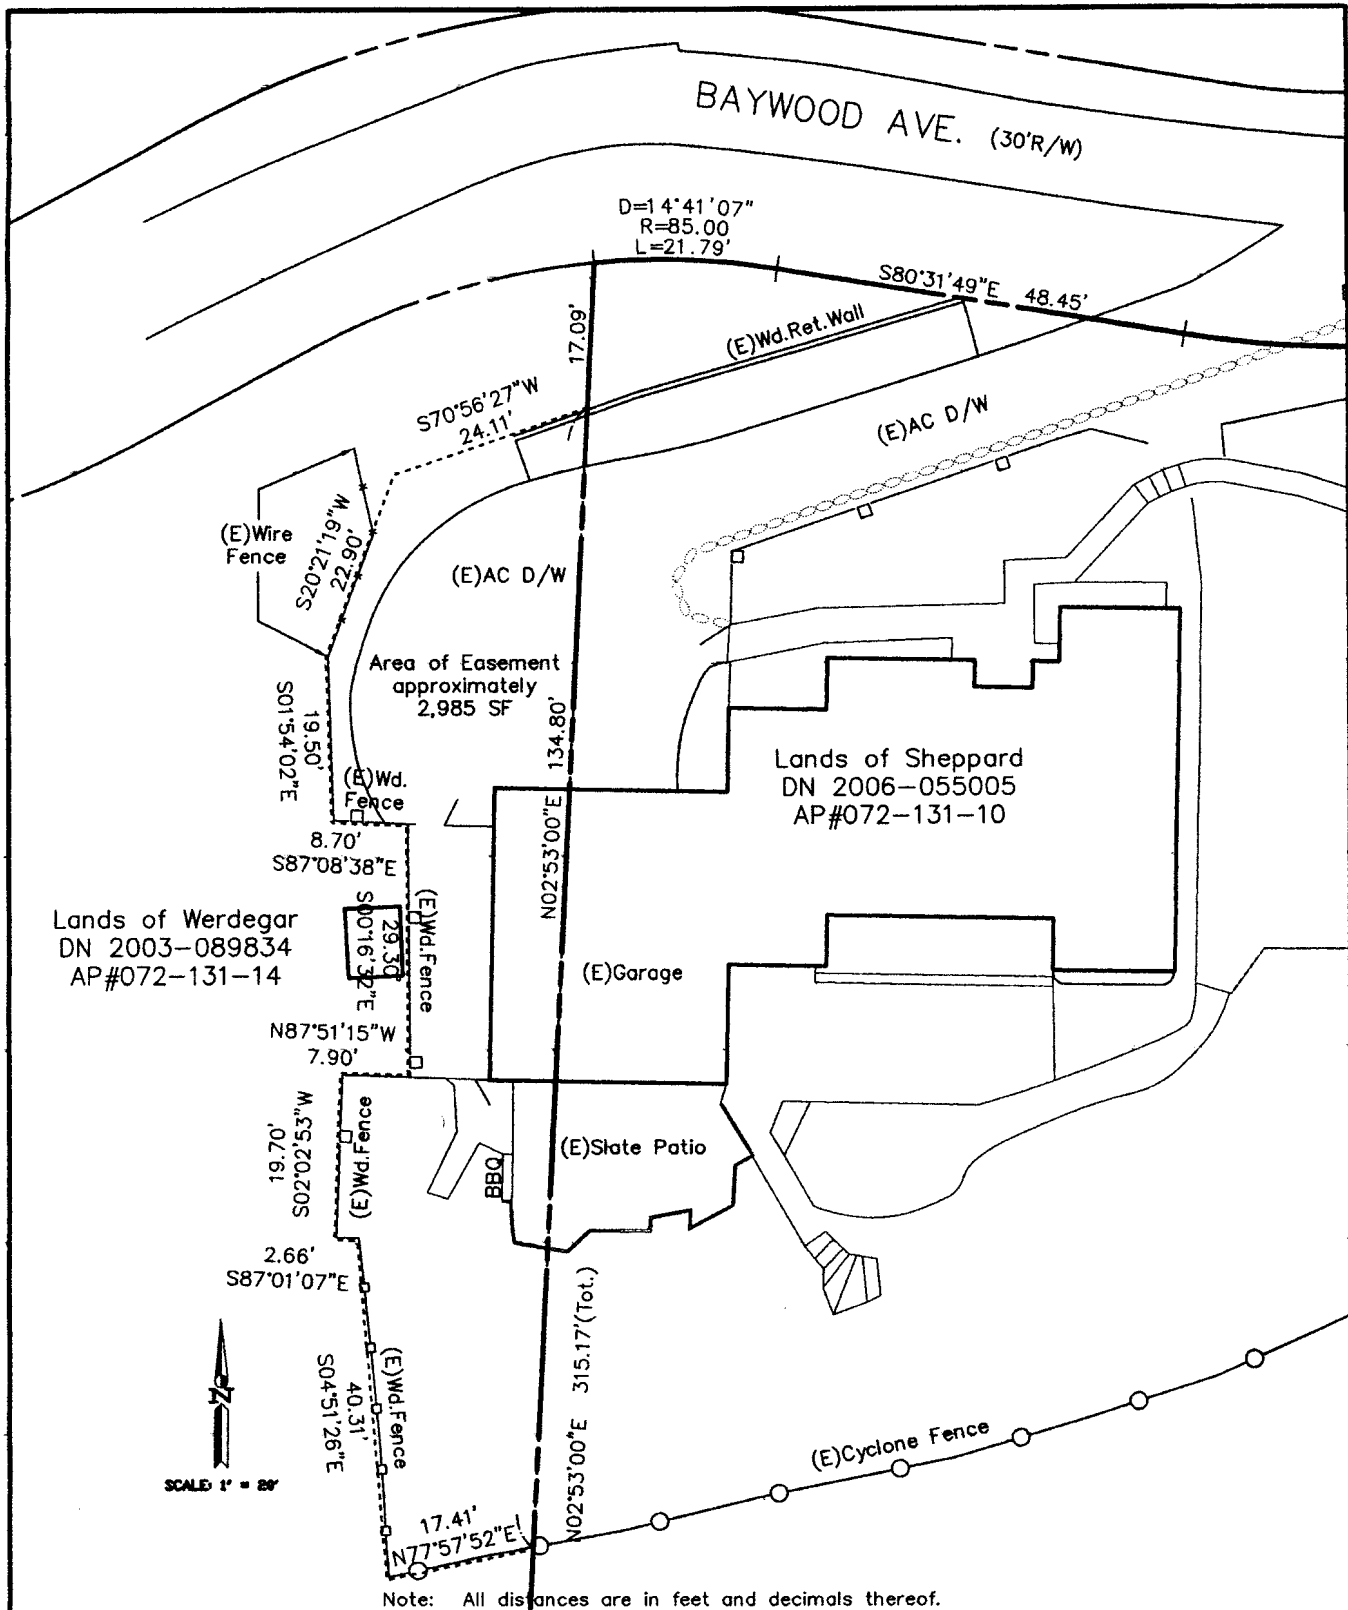 BAYWOOD AVE. (30'R/W)
D=14°41'07"
R=85.00
L=21.79'
S80°31'49"E 48.45'
17.09'
(E)Wd.Ret.Wall
S70°56'27"W
24.11'
(E)AC D/W
(E)Wire
Fence
S20°21'19"W
22.90'
(E)AC D/W
Area of Easement
approximately
2,985 SF
S01°54'02"E
19.50'
(E)Wd.
Fence
N02°53'00"E 134.80'
Lands of Sheppard
DN 2006-055005
AP#072-131-10
8.70'
S87°08'38"E
Lands of Werdegar
DN 2003-089834
AP#072-131-14
S00°16'32"E
29.30'
(E)Wd.Fence
(E)Garage
N87°51'15"W
7.90'
19.70'
S02°02'53"W
(E)Wd.Fence
BBQ
(E)Slate Patio
2.66'
S87°01'07"E
S04°51'26"E
40.31'
(E)Wd.Fence
N02°53'00"E 315.17'(Tot.)
N
SCALE: 1" = 20'
(E)Cyclone Fence
17.41'
N77°57'52"E
Note: All distances are in feet and decimals thereof.